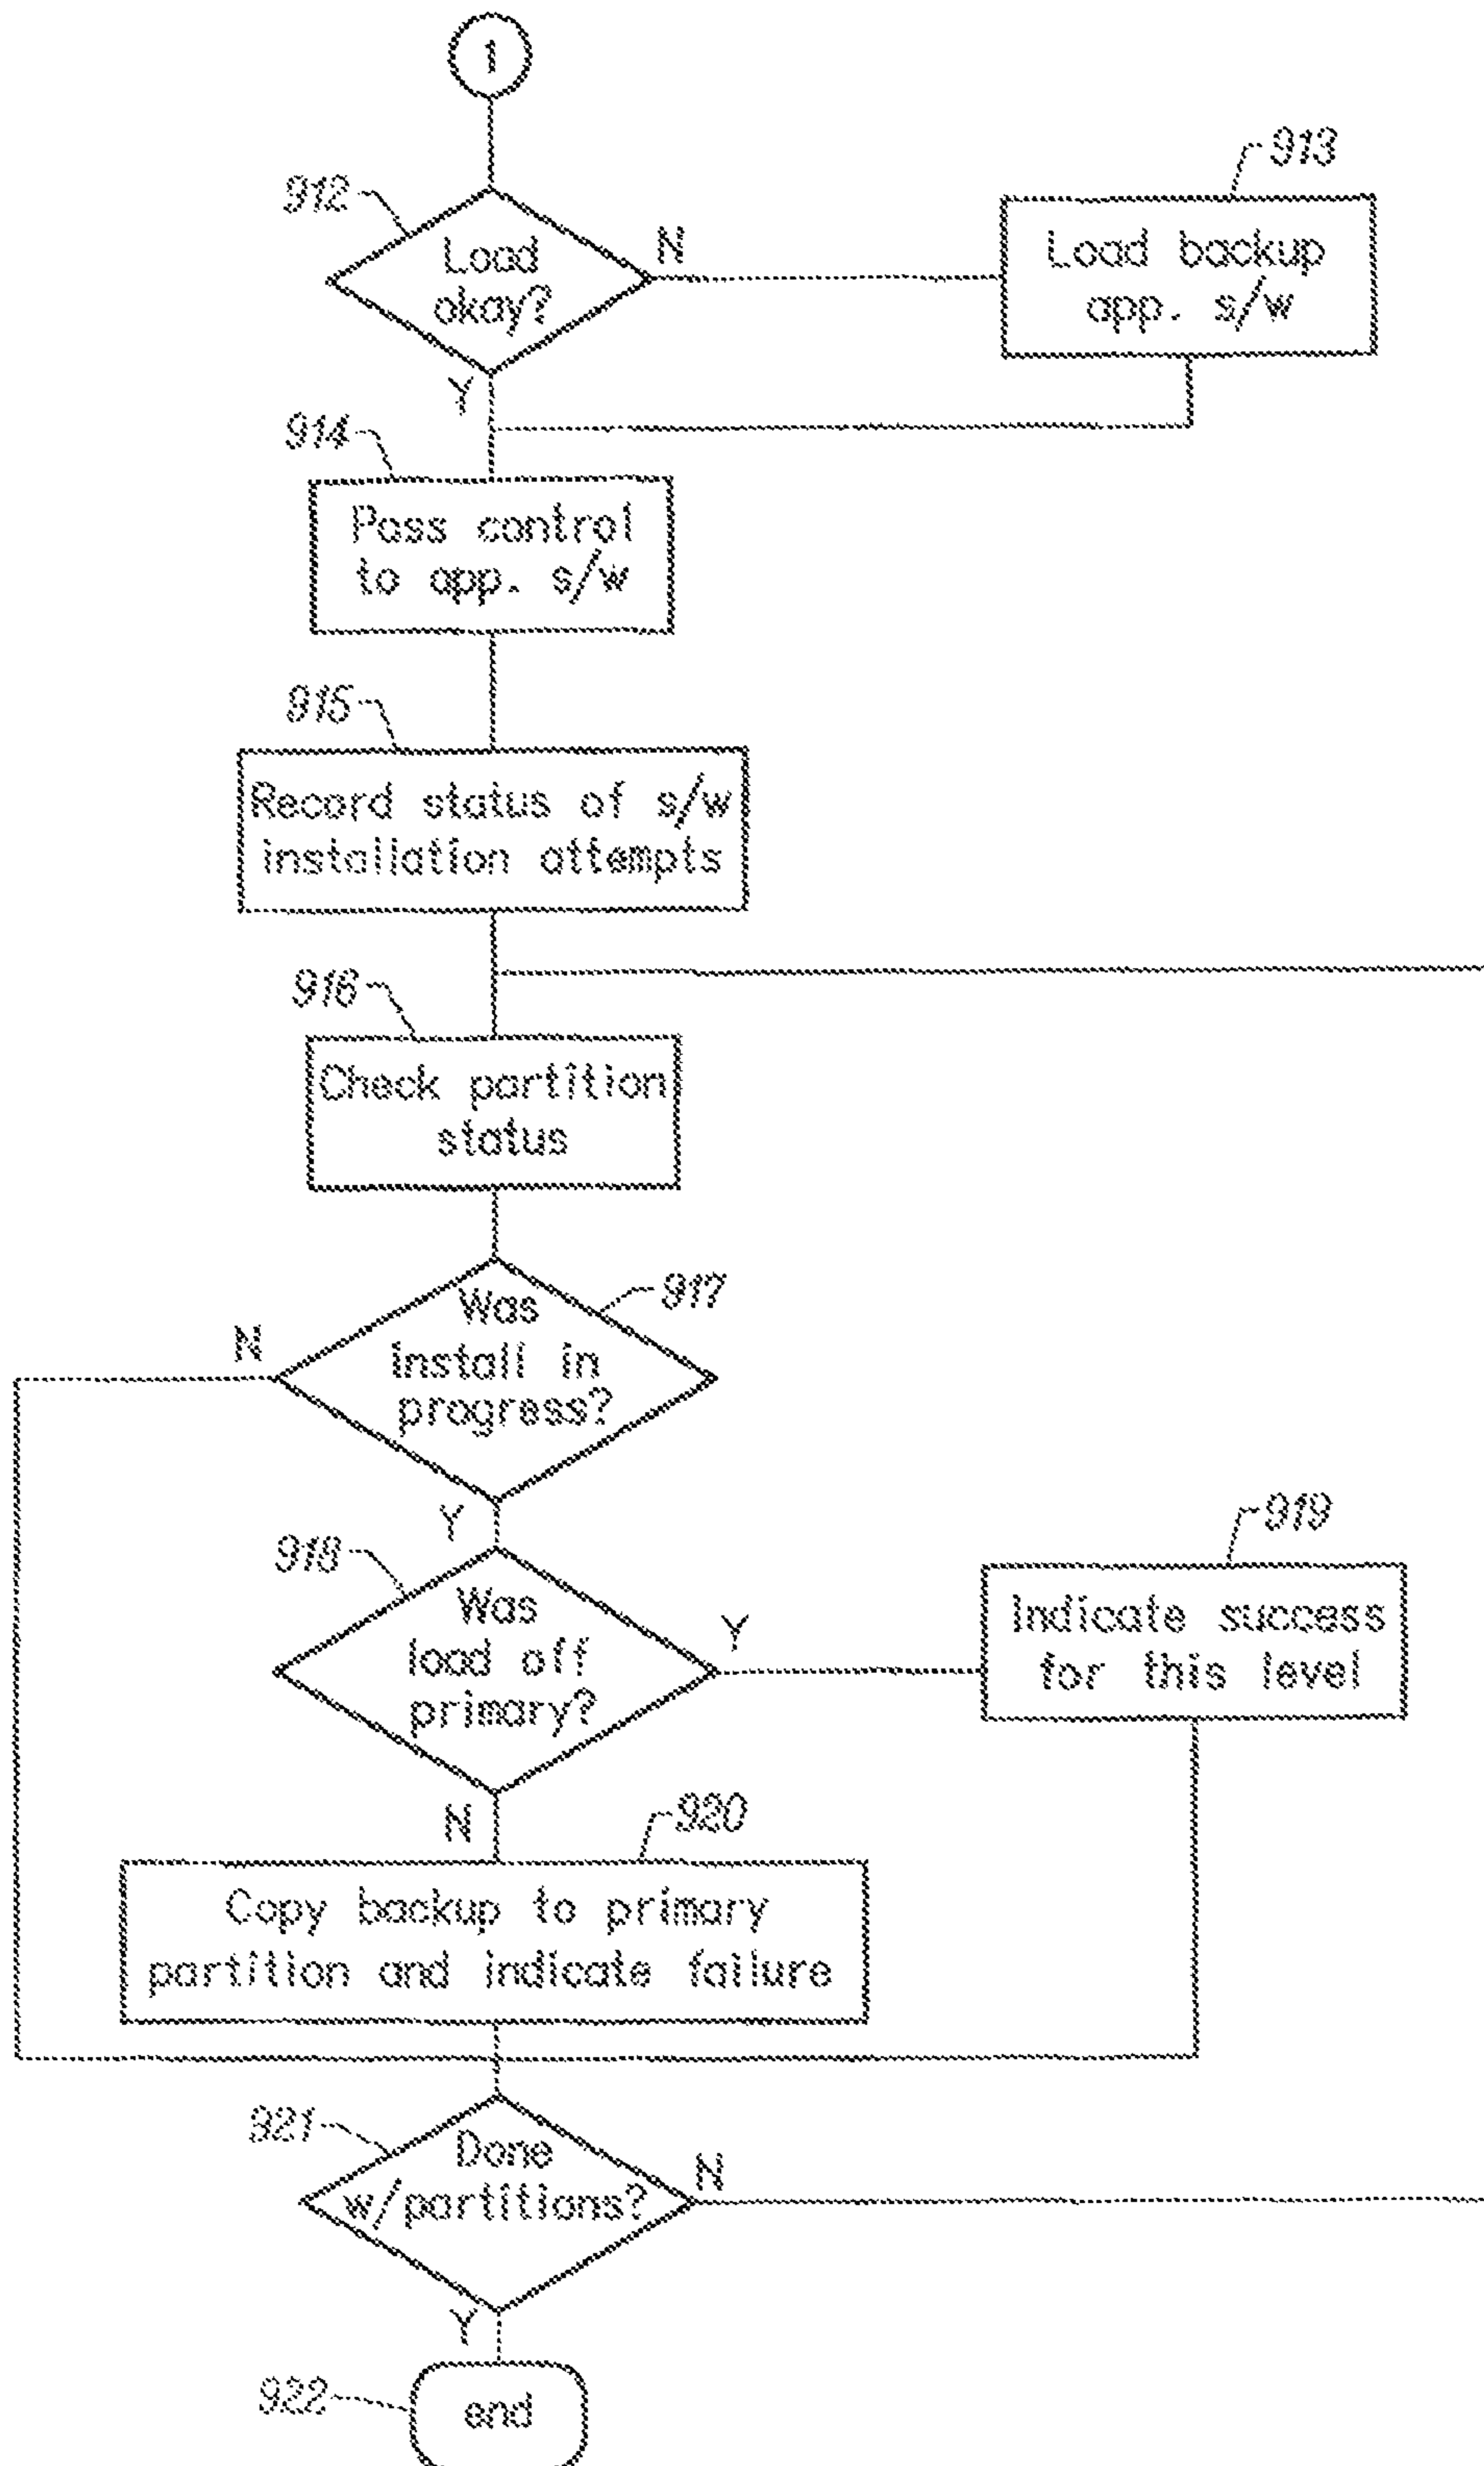 1
912
Load
okay?
N
913
Load backup
app. s/w
Y
914
Pass control
to app. s/w
915
Record status of s/w
installation attempts
916
Check partition
status
917
Was
install in
progress?
N
Y
918
Was
load off
primary?
Y
919
Indicate success
for this level
N
920
Copy backup to primary
partition and indicate failure
921
Done
w/partitions?
N
Y
922
end